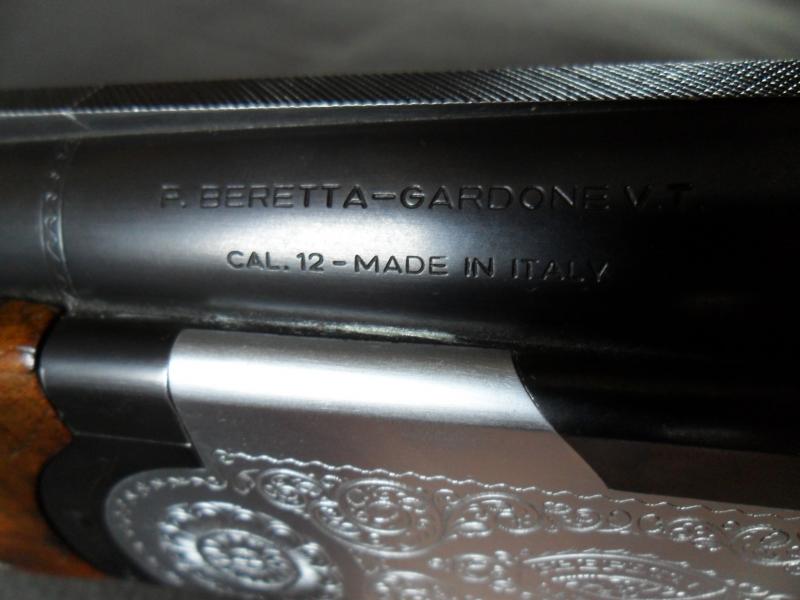 P. BERETTA-GARDONE V.T.
CAL. 12 - MADE IN ITALY